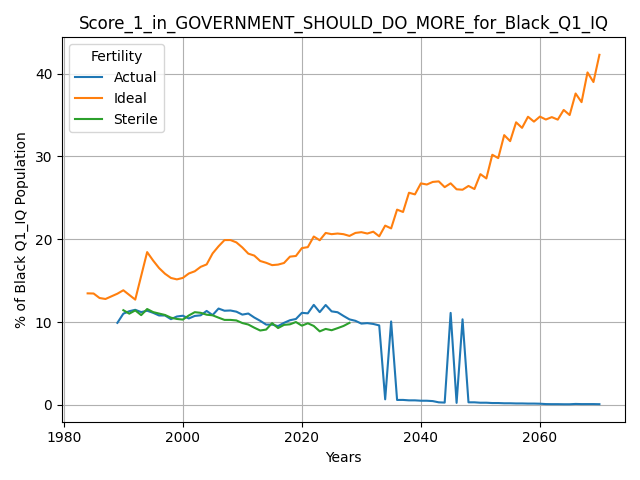 Score_1_in_GOVERNMENT_SHOULD_DO_MORE_for_Black_Q1_IQ
Fertility
Actual
Ideal
Sterile
% of Black Q1_IQ Population
40
30
20
10
0
1980
2000
2020
2040
2060
Years